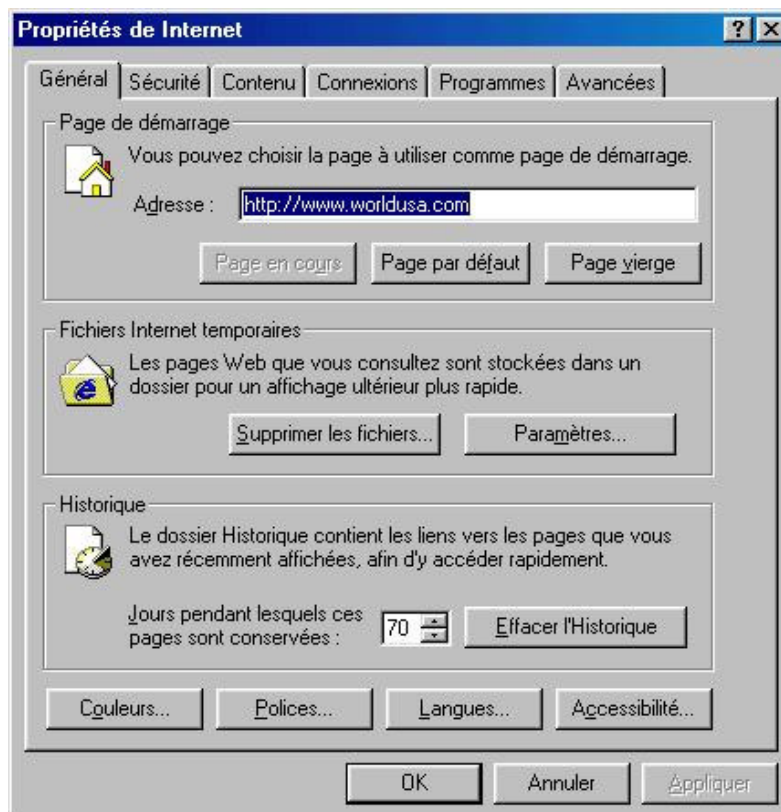 Propriétés de Internet
Général Sécurité Contenu Connexions Programmes Avancées
Page de démarrage
Vous pouvez choisir la page à utiliser comme page de démarrage.
Adresse : http://www.worldusa.com
Page en cours Page par défaut Page vierge
Fichiers Internet temporaires
Les pages Web que vous consultez sont stockées dans un
dossier pour un affichage ultérieur plus rapide.
Supprimer les fichiers... Paramètres...
Historique
Le dossier Historique contient les liens vers les pages que vous
avez récemment affichées, afin d'y accéder rapidement.
Jours pendant lesquels ces
pages sont conservées : 70 Effacer l'Historique
Couleurs... Polices... Langues... Accessibilité...
OK Annuler Appliquer